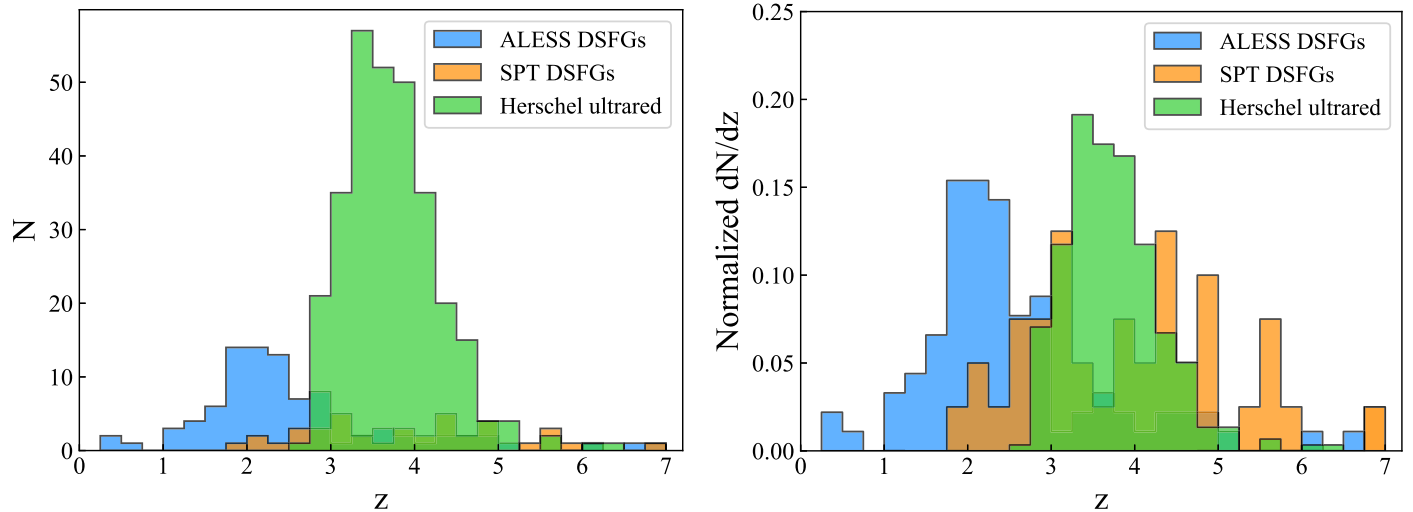 ALESS DSFGs
SPT DSFGs
Herschel ultrared
N
50
40
30
20
10
0
0 1 2 3 4 5 6 7
z
ALESS DSFGs
SPT DSFGs
Herschel ultrared
Normalized dN/dz
0.25
0.20
0.15
0.10
0.05
0.00
0 1 2 3 4 5 6 7
z